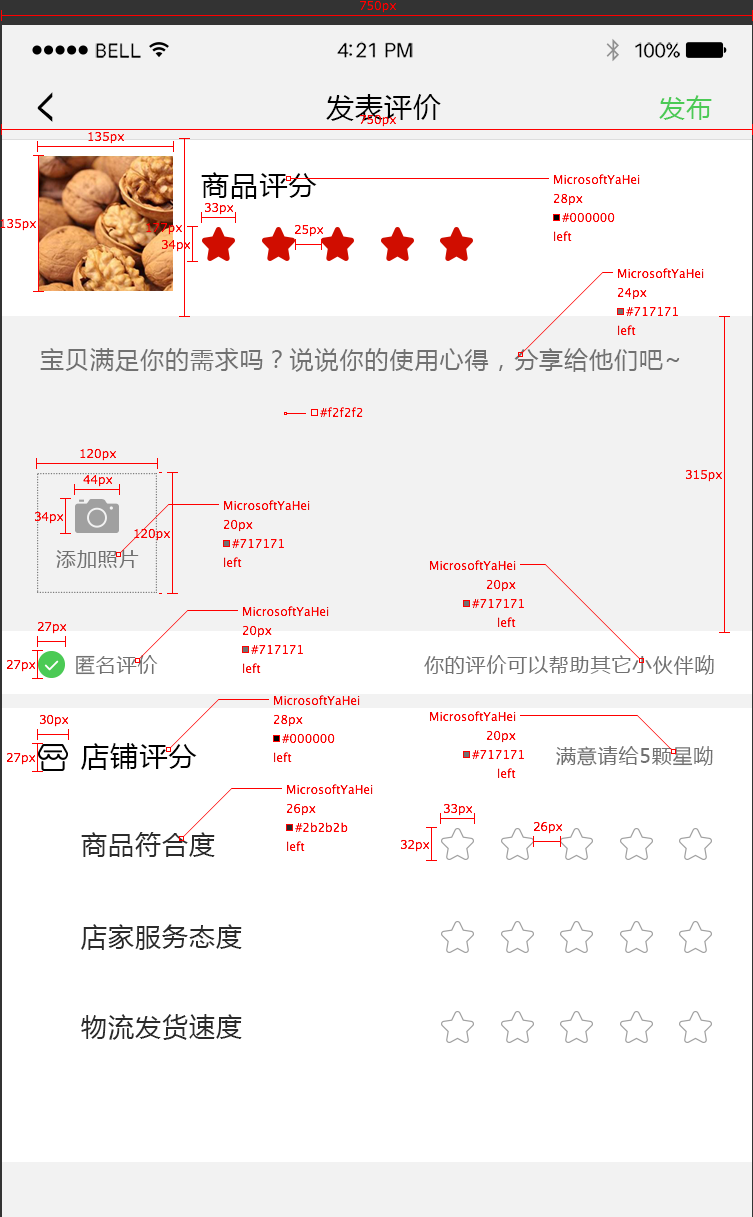 750px
●●●●● BELL 4:21 PM 100%
发表评价 发布
750px
135px
135px
商品评分
MicrosoftYaHei
28px
#000000
left
33px
34px
25px
MicrosoftYaHei
24px
#717171
left
宝贝满足你的需求吗？说说你的使用心得，分享给他们吧~
#f2f2f2
315px
120px
44px
34px
120px
添加照片
MicrosoftYaHei
20px
#717171
left
MicrosoftYaHei
20px
#717171
left
27px
27px
匿名评价
MicrosoftYaHei
20px
#717171
left
你的评价可以帮助其它小伙伴呦
30px
27px
店铺评分
MicrosoftYaHei
28px
#000000
left
MicrosoftYaHei
20px
#717171
left
满意请给5颗星呦
MicrosoftYaHei
26px
#2b2b2b
left
商品符合度
33px
32px
26px
店家服务态度
物流发货速度